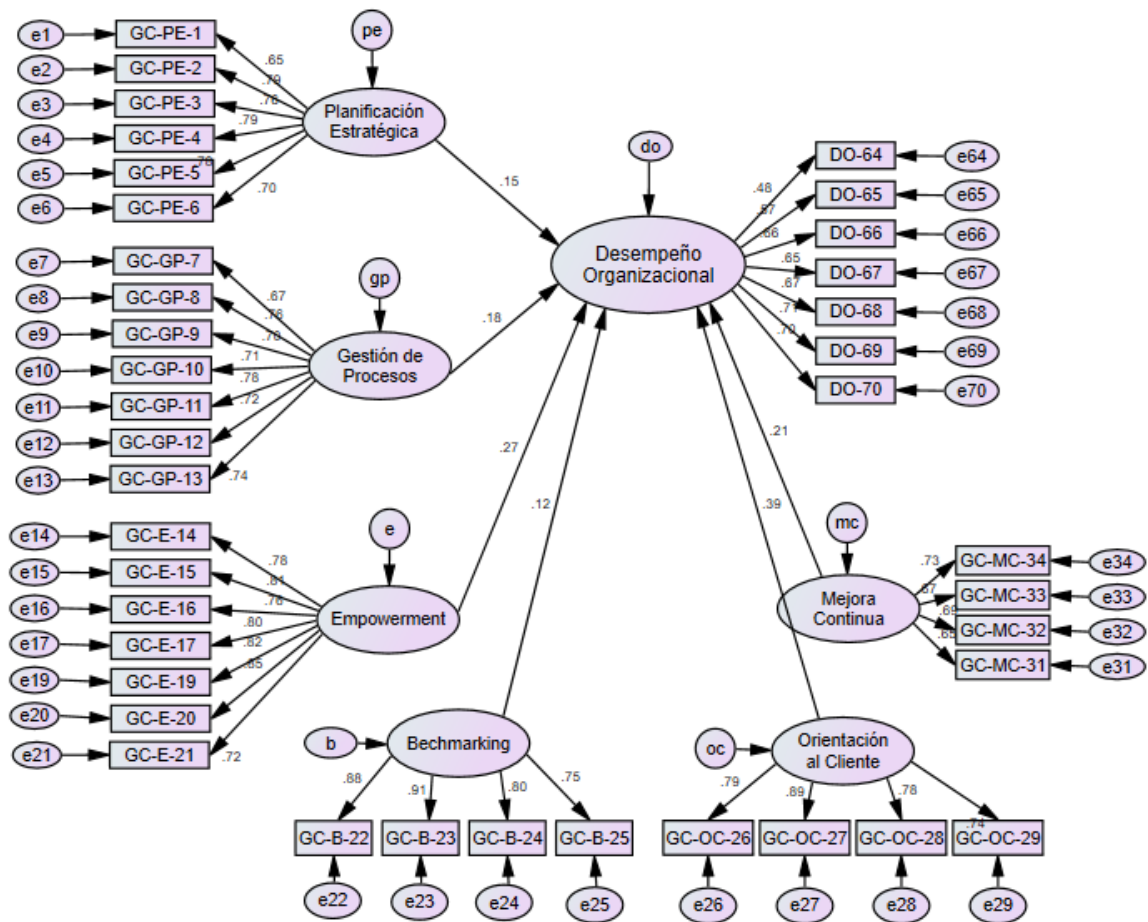 e1
GC-PE-1
e2
GC-PE-2
e3
GC-PE-3
e4
GC-PE-4
e5
GC-PE-5
e6
GC-PE-6
.65
.79
.76
.79
.70
pe
Planificación
Estratégica
.15
e7
GC-GP-7
e8
GC-GP-8
e9
GC-GP-9
e10
GC-GP-10
e11
GC-GP-11
e12
GC-GP-12
e13
GC-GP-13
.67
.76
.70
.71
.78
.72
.74
gp
Gestión de
Procesos
.18
e14
GC-E-14
e15
GC-E-15
e16
GC-E-16
e17
GC-E-17
e19
GC-E-19
e20
GC-E-20
e21
GC-E-21
.78
.81
.76
.80
.82
.85
.72
e
Empowerment
.27
b
Bechmarking
.12
.88
.91
.80
.75
GC-B-22
GC-B-23
GC-B-24
GC-B-25
e22
e23
e24
e25
do
Desempeño
Organizacional
.48
.57
.66
.65
.67
.71
.70
DO-64
e64
DO-65
e65
DO-66
e66
DO-67
e67
DO-68
e68
DO-69
e69
DO-70
e70
.21
.39
mc
Mejora
Continua
.73
.67
.69
GC-MC-34
e34
GC-MC-33
e33
GC-MC-32
e32
GC-MC-31
e31
oc
Orientación
al Cliente
.79
.89
.78
.74
GC-OC-26
GC-OC-27
GC-OC-28
GC-OC-29
e26
e27
e28
e29